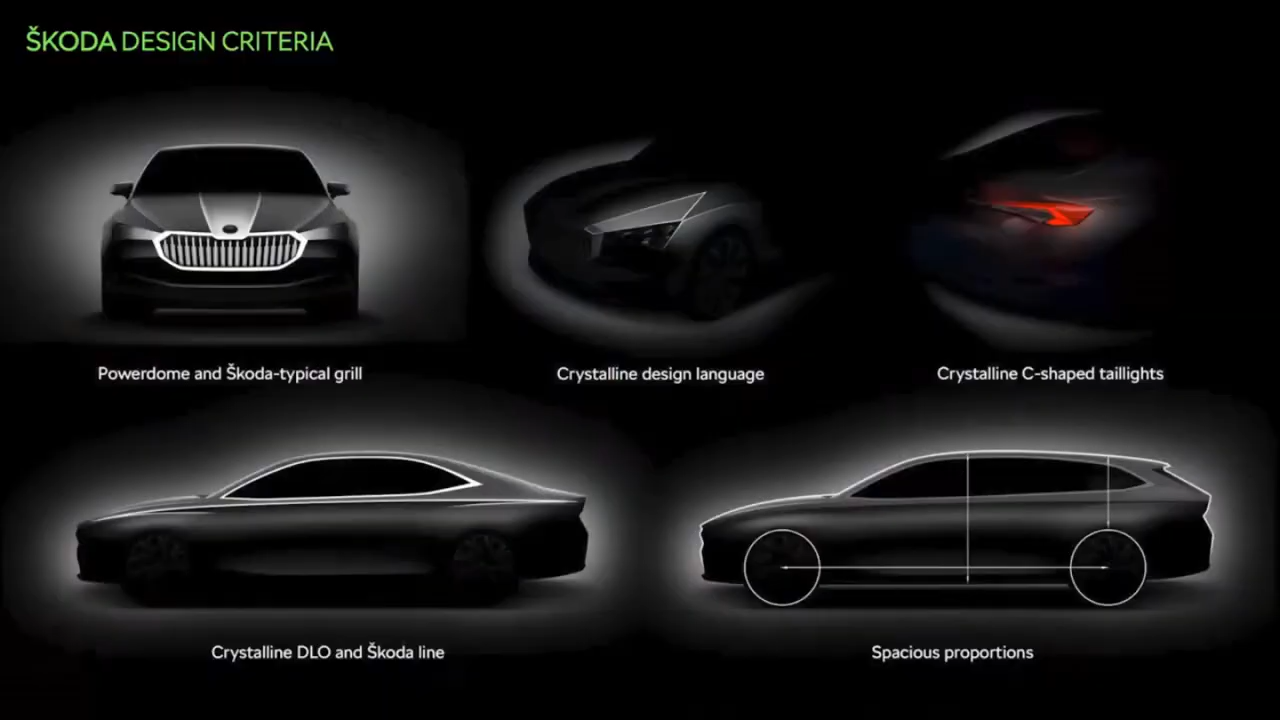 ŠKODA DESIGN CRITERIA
Powerdome and Škoda-typical grill
Crystalline design language
Crystalline C-shaped taillights
Crystalline DLO and Škoda line
Spacious proportions